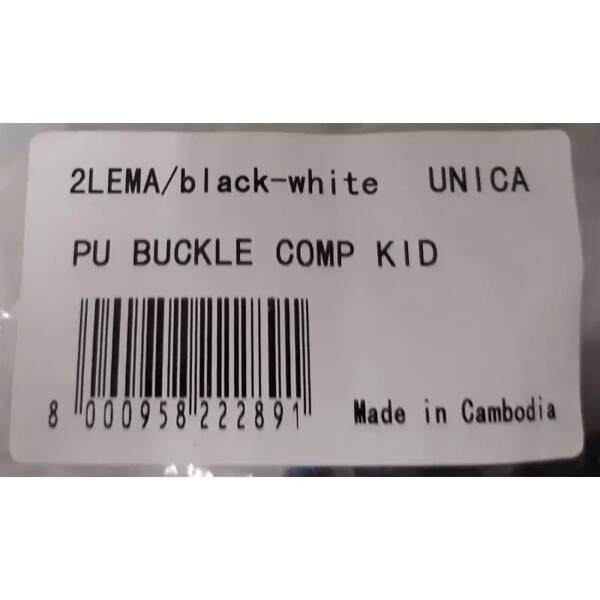 2LEMA/black-white UNICA
PU BUCKLE COMP KID
8 000958 222891
Made in Cambodia